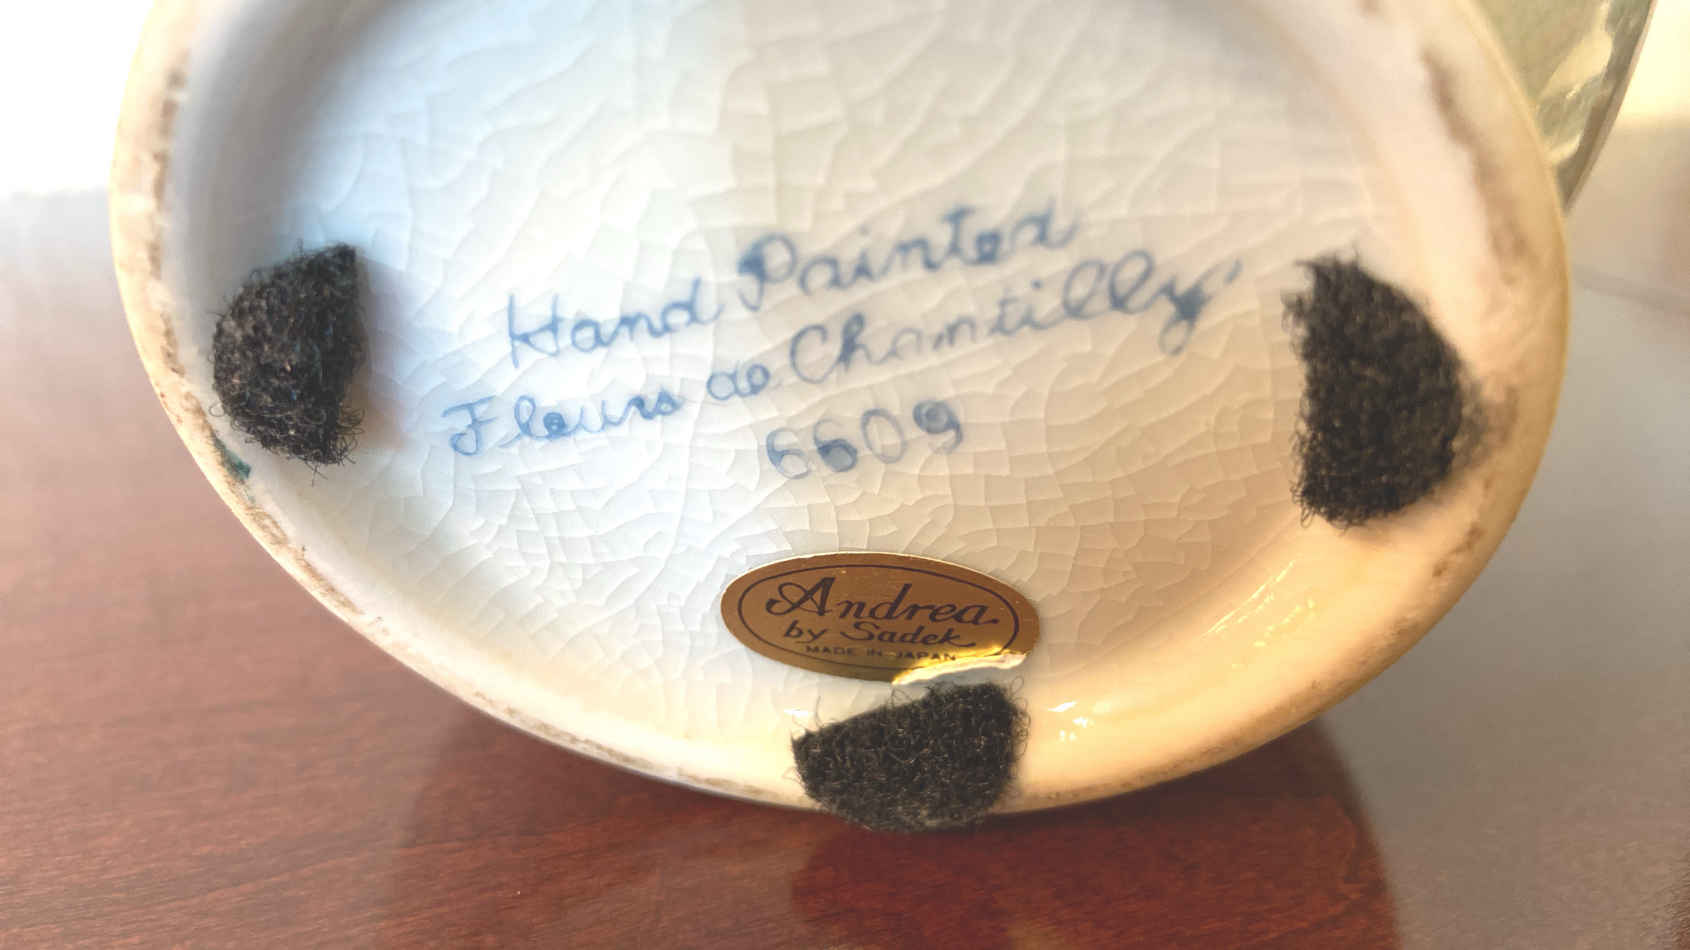 Hand Painted
Fleurs de Chantilly
6609
Andrea
by Sadek
MADE IN JAPAN